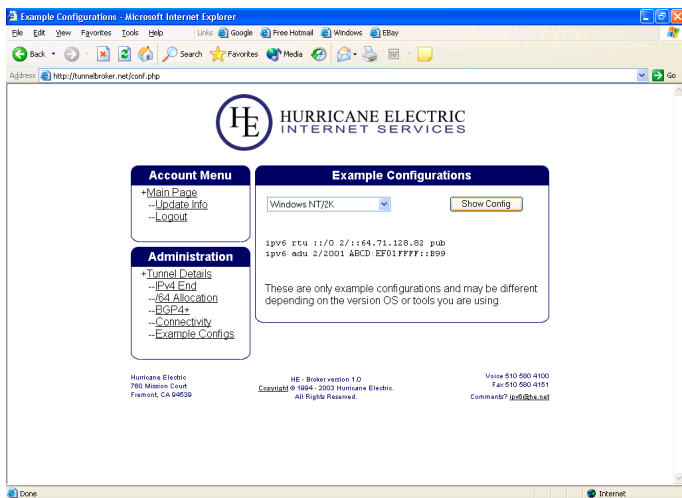 Example Configurations - Microsoft Internet Explorer
File Edit View Favorites Tools Help Links Google Free Hotmail Windows EBay
Back Search Favorites Media
Address http://tunnelbroker.net/conf.php Go
HE HURRICANE ELECTRIC
INTERNET SERVICES
Account Menu
+Main Page
--Update Info
--Logout
Administration
+Tunnel Details
--IPv4 End
--/64 Allocation
--BGP4+
--Connectivity
--Example Configs
Example Configurations
Windows NT/2K Show Config
ipv6 rtu ::/0 2/::64.71.128.82 pub
ipv6 adu 2/2001 ABCD:EF01 FFFF::B99
These are only example configurations and may be different
depending on the version OS or tools you are using.
Hurricane Electric
760 Mission Court
Fremont, CA 94539
HE - Broker version 1.0
Copyright © 1994 - 2003 Hurricane Electric.
All Rights Reserved.
Voice 510 580 4100
Fax 510 580 4151
Comments? ipv6@he.net
Done Internet